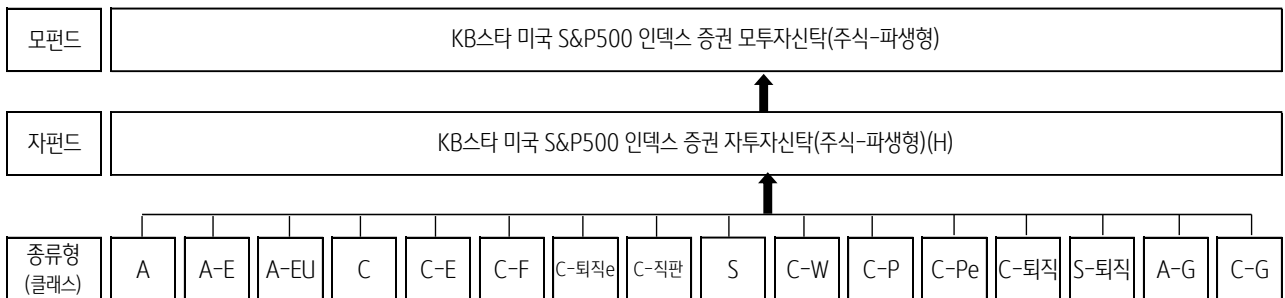 모펀드
KB스타 미국 S&P500 인덱스 증권 모투자신탁(주식-파생형)
자펀드
KB스타 미국 S&P500 인덱스 증권 자투자신탁(주식-파생형)(H)
종류형
(클래스)
A
A-E
A-EU
C
C-E
C-F
C-퇴직e
C-직판
S
C-W
C-P
C-Pe
C-퇴직
S-퇴직
A-G
C-G